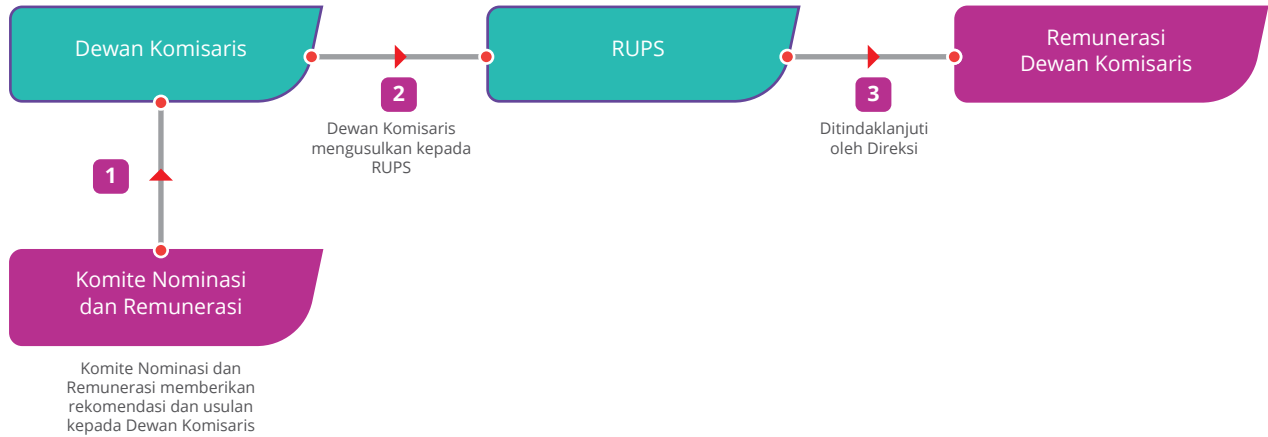 Dewan Komisaris
RUPS
Remunerasi
Dewan Komisaris
2
Dewan Komisaris
mengusulkan kepada
RUPS
3
Ditindaklanjuti
oleh Direksi
1
Komite Nominasi
dan Remunerasi
Komite Nominasi dan
Remunerasi memberikan
rekomendasi dan usulan
kepada Dewan Komisaris